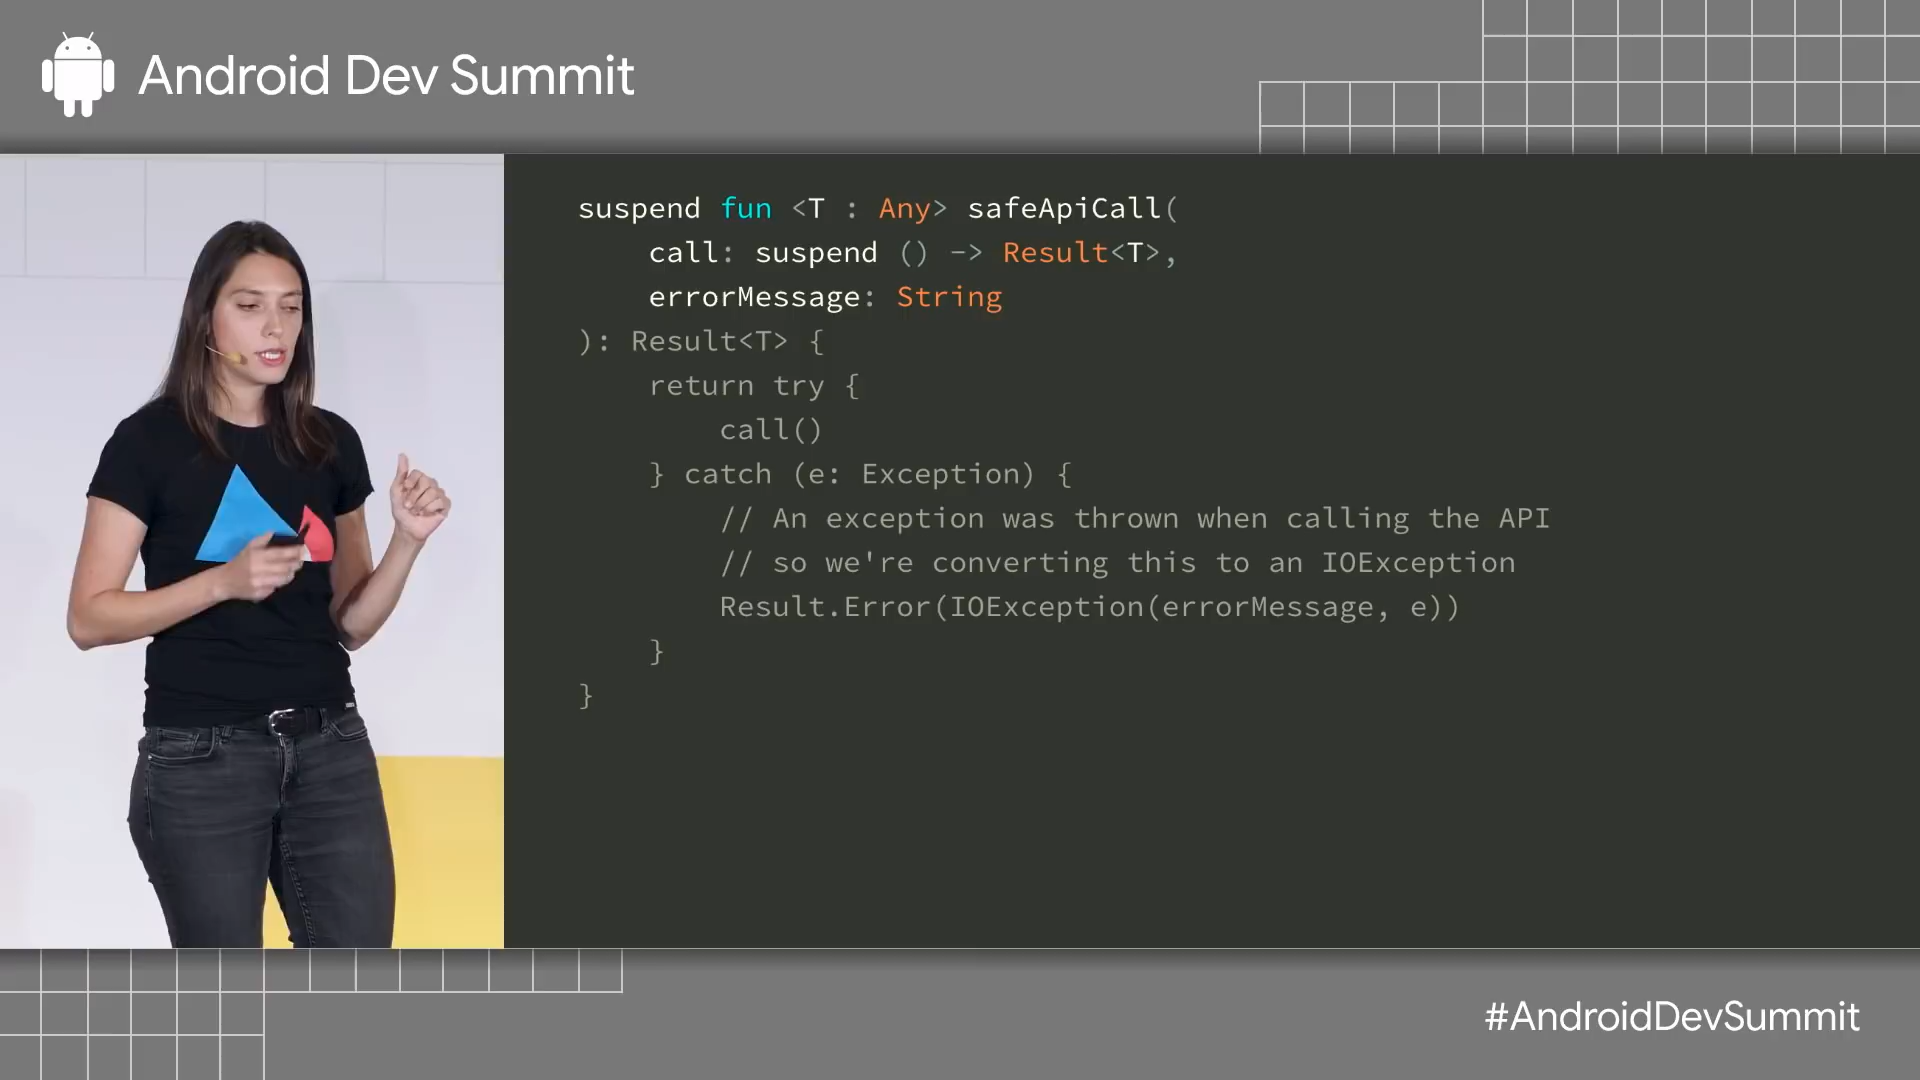 Android Dev Summit
suspend fun <T : Any> safeApiCall(
    call: suspend () -> Result<T>,
    errorMessage: String
): Result<T> {
    return try {
        call()
    } catch (e: Exception) {
        // An exception was thrown when calling the API
        // so we're converting this to an IOException
        Result.Error(IOException(errorMessage, e))
    }
}
#AndroidDevSummit